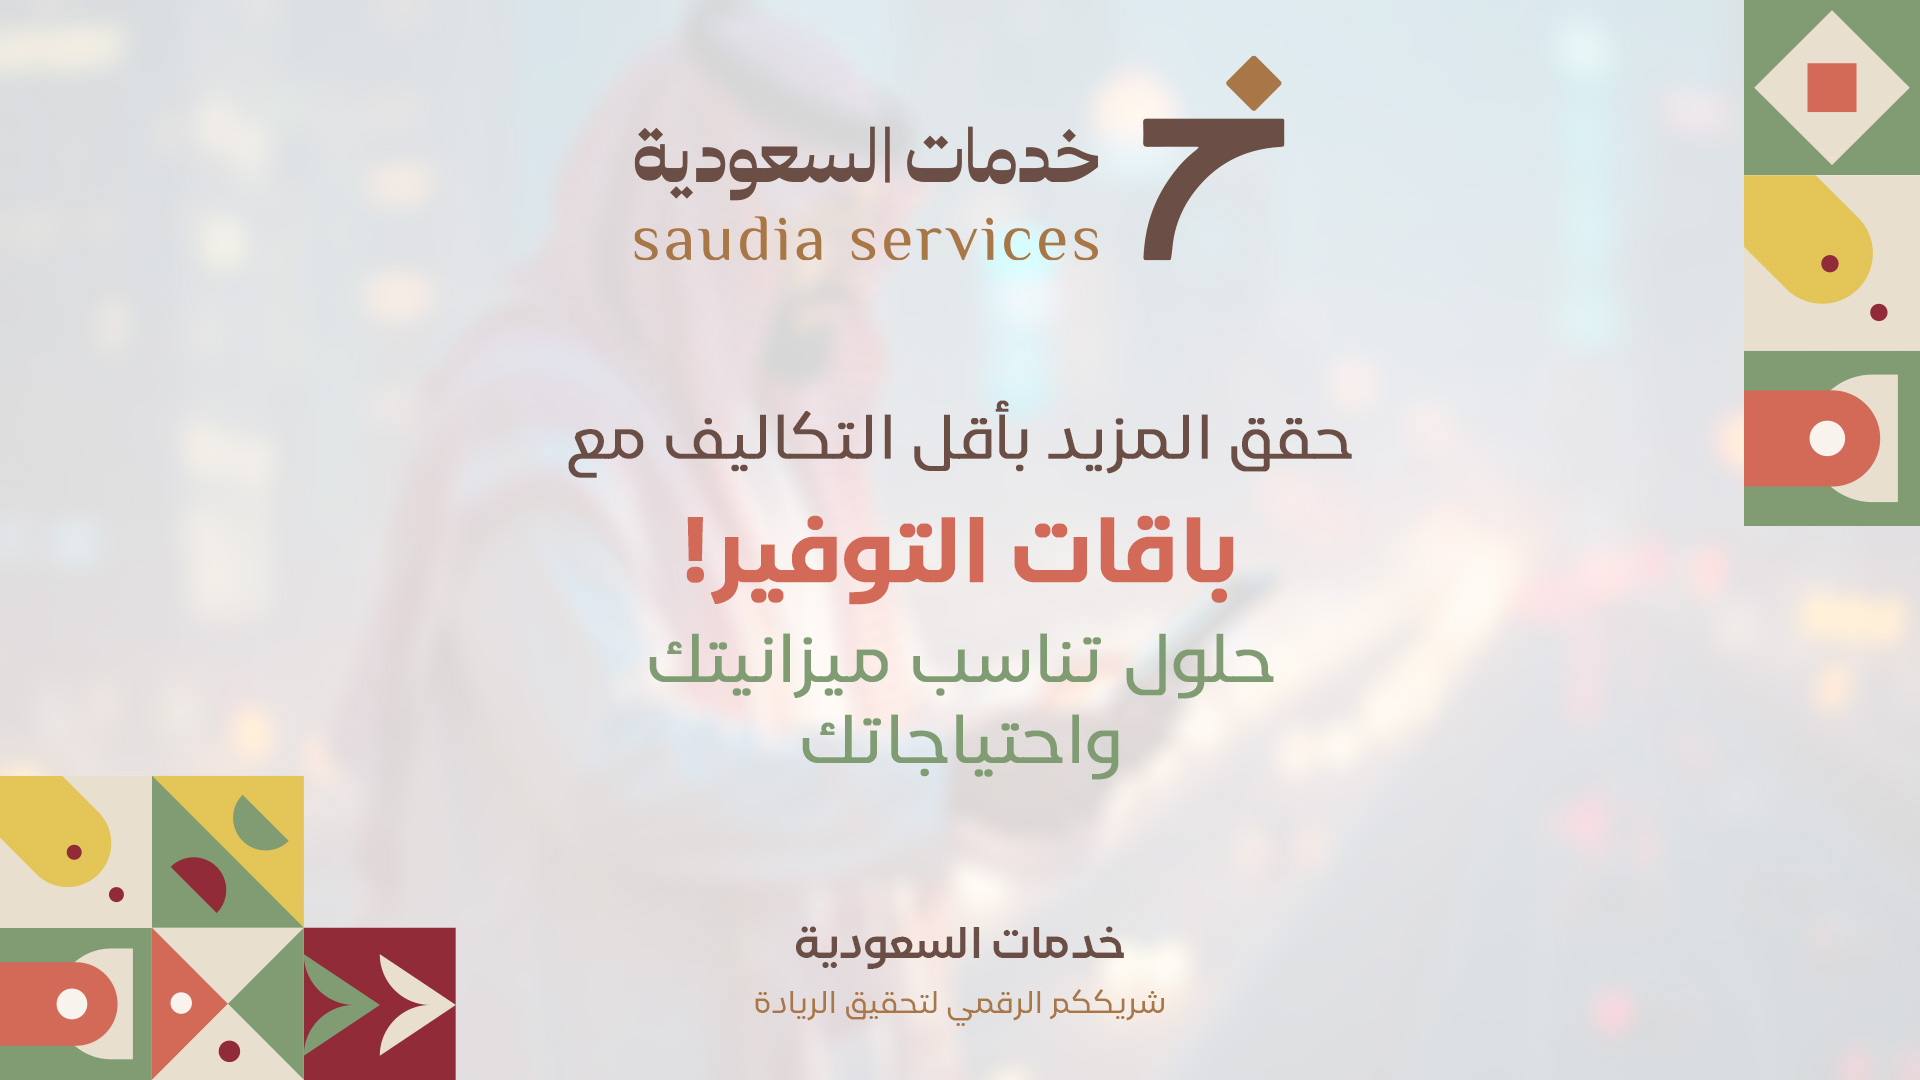 خدمات السعودية
saudia services
حقق المزيد بأقل التكاليف مع
باقات التوفير!
حلول تناسب ميزانيتك
واحتياجاتك
خدمات السعودية
شريككم الرقمي لتحقيق الريادة